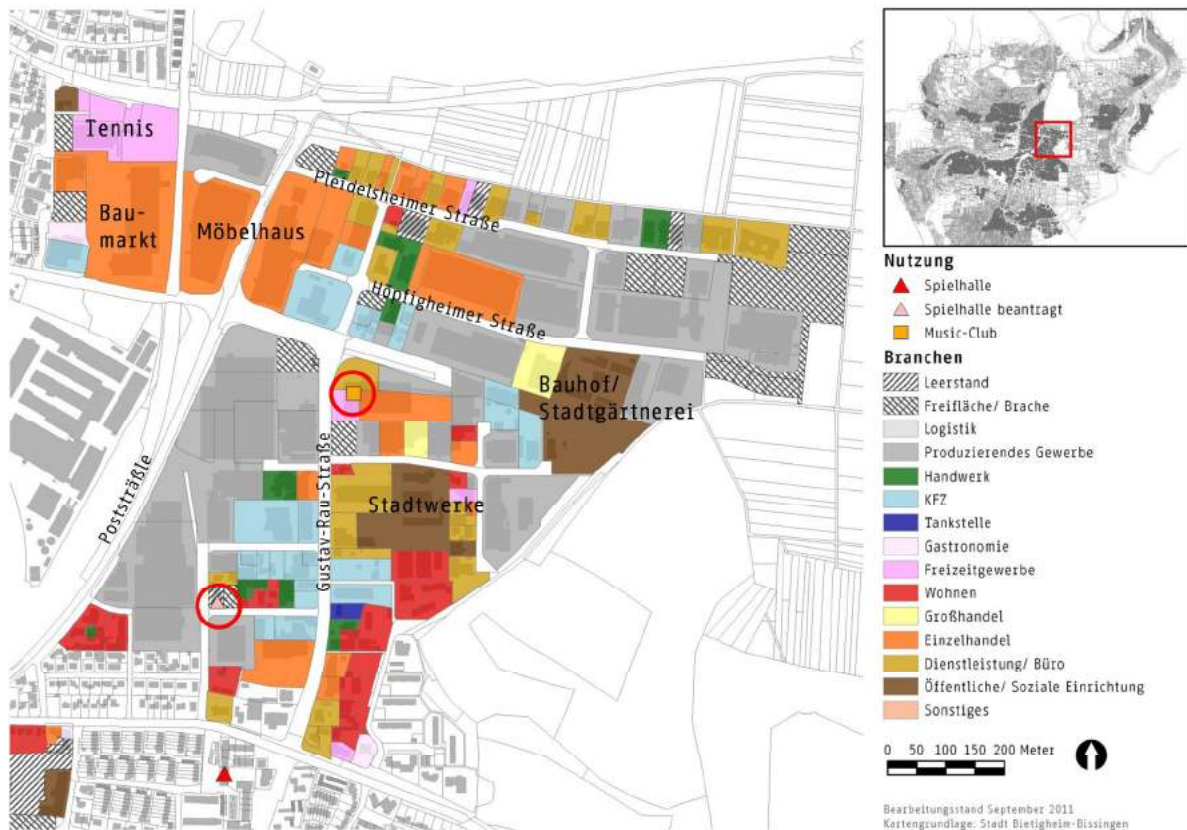 Tennis
Bau-
markt
Möbelhaus
Pleidelsheimer Straße
Höpfigheimer Straße
Bauhof/
Stadtgärtnerei
Stadtwerke
Poststräßle
Gustav-Rau-Straße
Nutzung
Spielhalle
Spielhalle beantragt
Music-Club
Branchen
Leerstand
Freifläche/ Brache
Logistik
Produzierendes Gewerbe
Handwerk
KFZ
Tankstelle
Gastronomie
Freizeitgewerbe
Wohnen
Großhandel
Einzelhandel
Dienstleistung/ Büro
Öffentliche/ Soziale Einrichtung
Sonstiges
0 50 100 150 200 Meter
Bearbeitungsstand September 2011
Kartengrundlage: Stadt Bietigheim-Bissingen